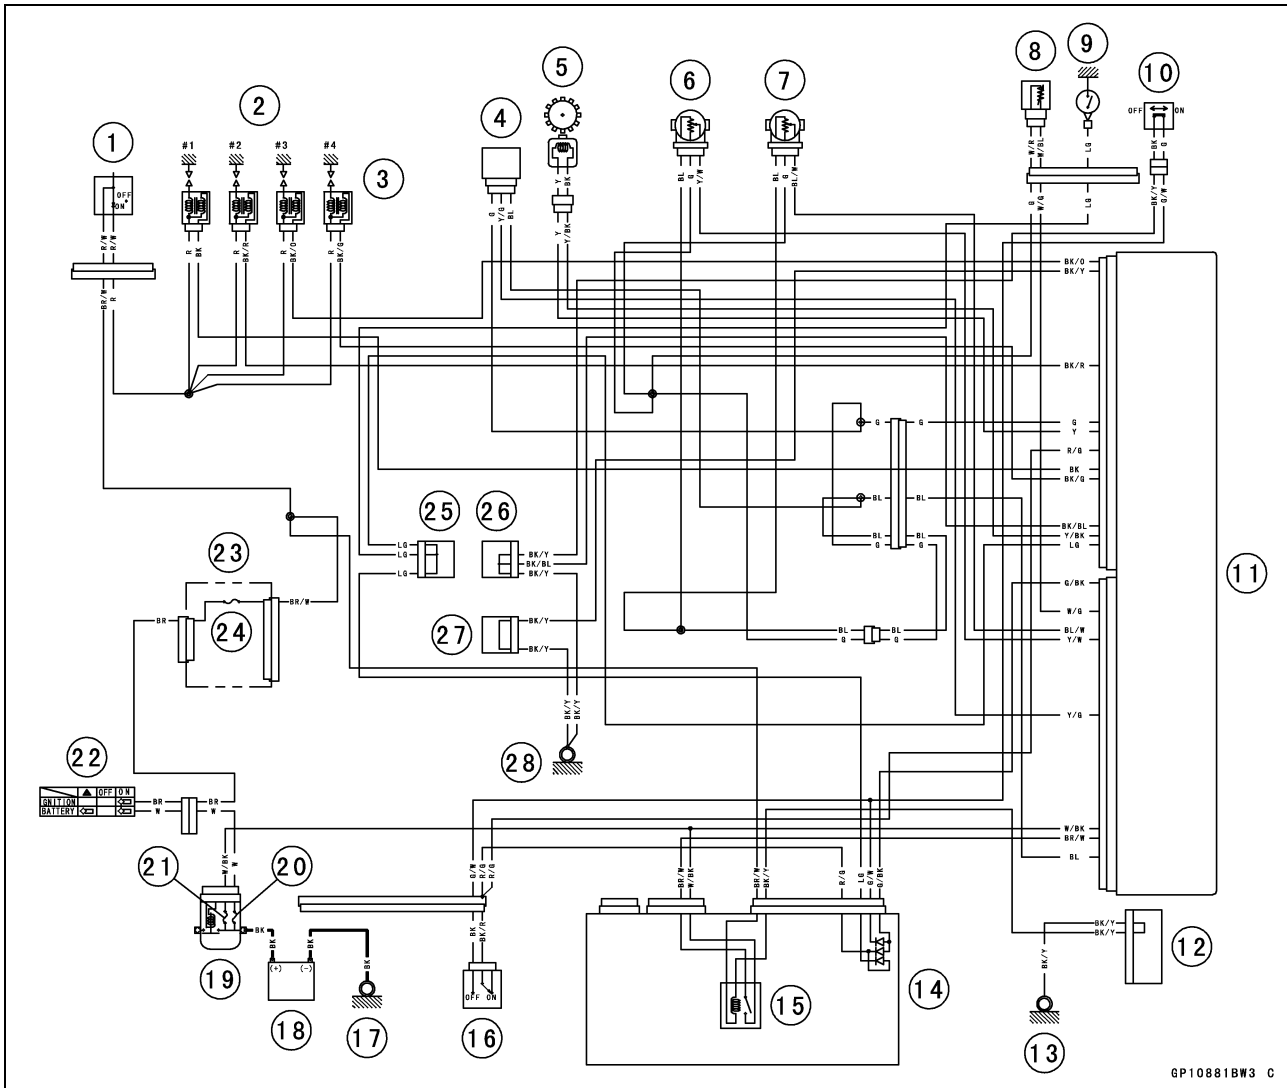 1
2
3
4
5
6
7
8
9
10
#1 #2 #3 #4
OFF
ON
OFF ON
R/W R/W
BR/W R
R BK
R BK/R
R BK/O
R BK/G
G Y/G BL
Y BK
Y Y/BK
BL G Y/W
BL G BL/W
W/R W/BL
G W/G
LG
LG
BK G
BK/Y G/W
BK/O
BK/Y
BK/R
G
Y
R/G
BK
BK/G
BK/BL
Y/BK
LG
G/BK
W/G
BL/W
Y/W
Y/G
W/BK
BR/W
BL
11
G G
BL BL
BL BL
G G
BL BL
G G
25
LG
LG
LG
26
BK/Y
BK/BL
BK/Y
27
BK/Y
BK/Y
BK/Y BK/Y
28
23
24
BR
BR/W
22
OFF ON
IGNITION
BATTERY
BR BR
W W
W/BK W
21
20
19
BK
BK
(+) (-)
BK
18
17
G/W R/G R/G
BK BK/R
OFF ON
16
BR/W W/BK
BR/W BK/Y
R/G LG G/W G/BK
15
14
BK/Y
BK/Y
BK/Y
12
13
GP10881BW3 C